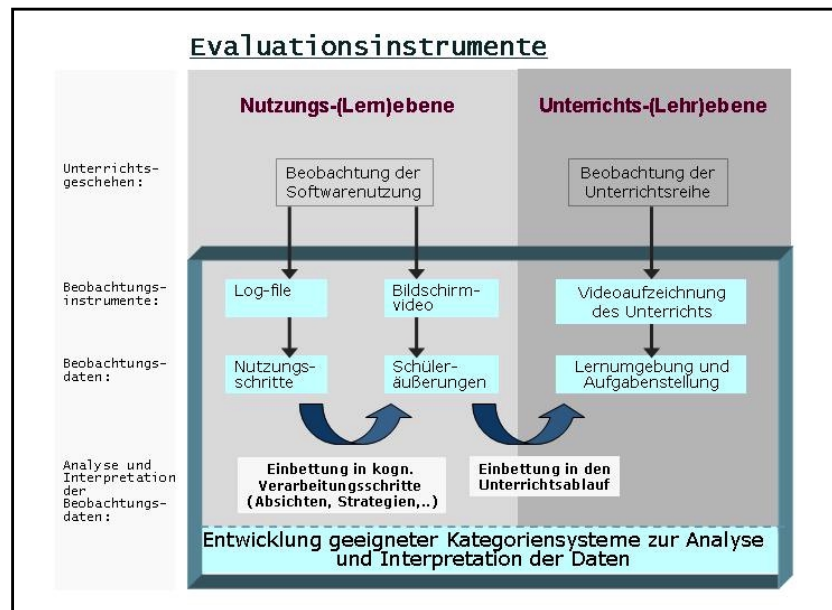 Evaluationsinstrumente
Nutzungs-(Lern)ebene
Unterrichts-(Lehr)ebene
Unterrichts-
geschehen:
Beobachtung der
Softwarenutzung
Beobachtung der
Unterrichtsreihe
Beobachtungs-
instrumente:
Log-file
Bildschirm-
video
Videoaufzeichnung
des Unterrichts
Beobachtungs-
daten:
Nutzungs-
schritte
Schüler-
äußerungen
Lernumgebung und
Aufgabenstellung
Analyse und
Interpretation
der
Beobachtungs-
daten:
Einbettung in kogn.
Verarbeitungsschritte
(Absichten, Strategien,..)
Einbettung in den
Unterrichtsablauf
Entwicklung geeigneter Kategoriensysteme zur Analyse
und Interpretation der Daten